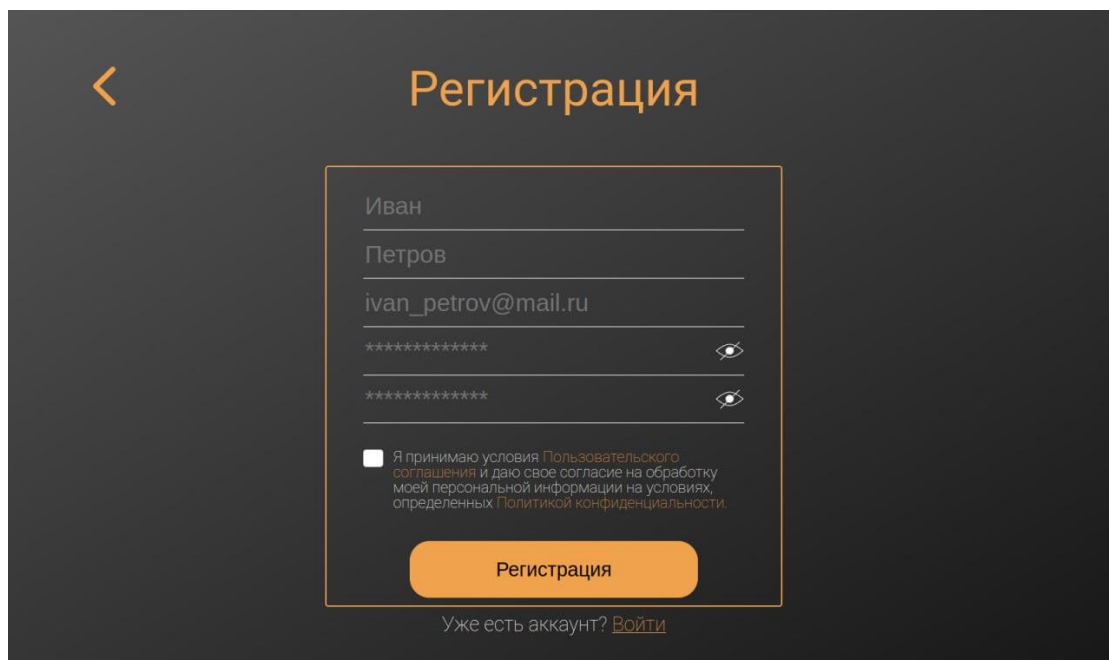 Регистрация
Иван
Петров
ivan_petrov@mail.ru
*************
*************
Я принимаю условия Пользовательского
соглашения и даю свое согласие на обработку
моей персональной информации на условиях,
определенных Политикой конфиденциальности.
Регистрация
Уже есть аккаунт? Войти